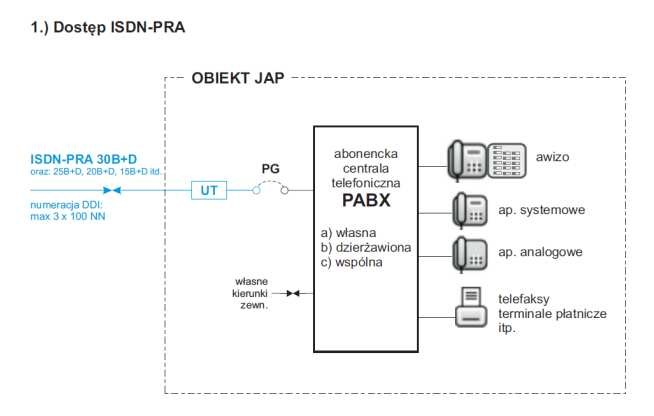 1.) Dostęp ISDN-PRA
OBIEKT JAP
ISDN-PRA 30B+D
oraz: 25B+D, 20B+D, 15B+D itd.
numeracja DDI:
max 3 x 100 NN
UT
PG
abonencka
centrala
telefoniczna
PABX
a) własna
b) dzierżawiona
c) wspólna
własne
kierunki
zewn.
awizo
ap. systemowe
ap. analogowe
telefaksy
terminale płatnicze
itp.